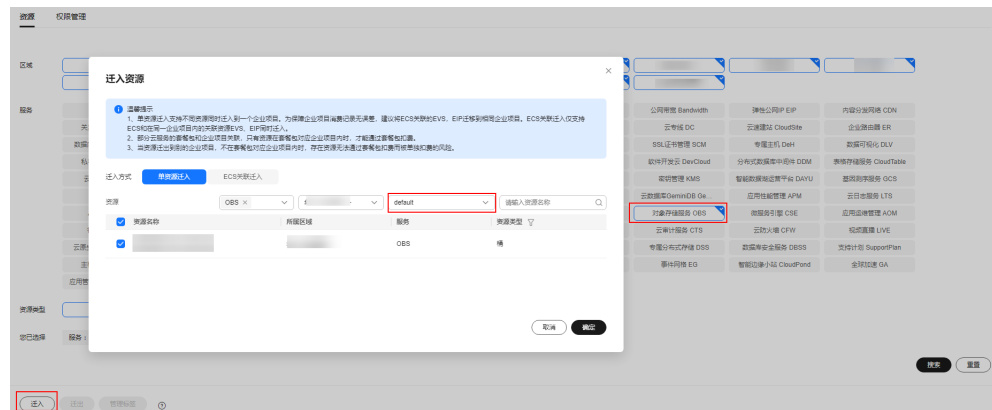 资源 权限管理
区域
迁入资源
×
温馨提示
1、单资源迁入支持不同资源同时迁入到一个企业项目。为保障企业项目消费记录无误差，建议将ECS关联的EVS、EIP迁移到相同企业项目。ECS关联迁入仅支持
ECS和在同一企业项目内的关联资源EVS、EIP同时迁入。
2、部分云服务的套餐包和企业项目关联，只有资源在套餐包对应企业项目内时，才能通过套餐包扣费。
3、当资源迁出到别的企业项目，不在套餐包对应企业项目内时，存在资源无法通过套餐包扣费而被单独扣费的风险。
迁入方式 单资源迁入 ECS关联迁入
资源 OBS × default 请输入资源名称
资源名称 所属区域 服务 资源类型
OBS 桶
取消 确定
服务
公网带宽 Bandwidth 弹性公网IP EIP 内容分发网络 CDN
云专线 DC 云速建站 CloudSite 企业路由器 ER
SSL证书管理 SCM 专属主机 DeH 数据可视化 DLV
软件开发云 DevCloud 分布式数据库中间件 DDM 表格存储服务 CloudTable
密钥管理 KMS 智能数据湖运营平台 DAYU 基因测序服务 GCS
云数据库GeminiDB Ge... 应用性能管理 APM 云日志服务 LTS
对象存储服务 OBS 微服务引擎 CSE 应用运维管理 AOM
云审计服务 CTS 云防火墙 CFW 视频直播 LIVE
专属分布式存储 DSS 数据库安全服务 DBSS 支持计划 SupportPlan
事件网格 EG 智能边缘小站 CloudPond 全球加速 GA
资源类型
您已选择 服务：
搜索 重置
迁入 迁出 管理标签